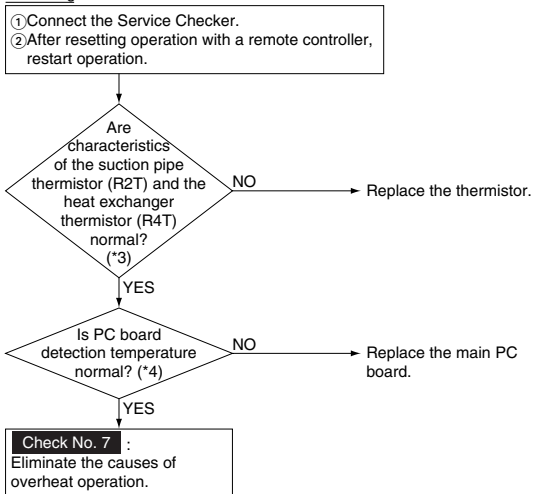 ①Connect the Service Checker.
②After resetting operation with a remote controller,
restart operation.
Are
characteristics
of the suction pipe
thermistor (R2T) and the
heat exchanger
thermistor (R4T)
normal?
(*3)
NO
Replace the thermistor.
YES
Is PC board
detection temperature
normal? (*4)
NO
Replace the main PC
board.
YES
Check No. 7 :
Eliminate the causes of
overheat operation.